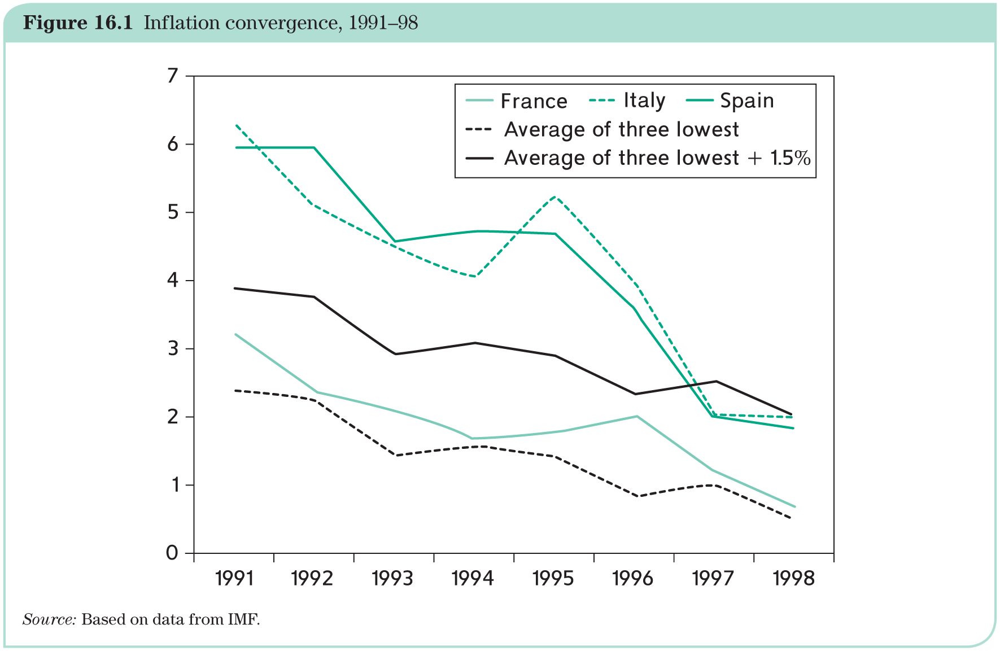 Figure 16.1 Inflation convergence, 1991–98
7
France Italy Spain
Average of three lowest
Average of three lowest + 1.5%
6
5
4
3
2
1
0
1991 1992 1993 1994 1995 1996 1997 1998
Source: Based on data from IMF.